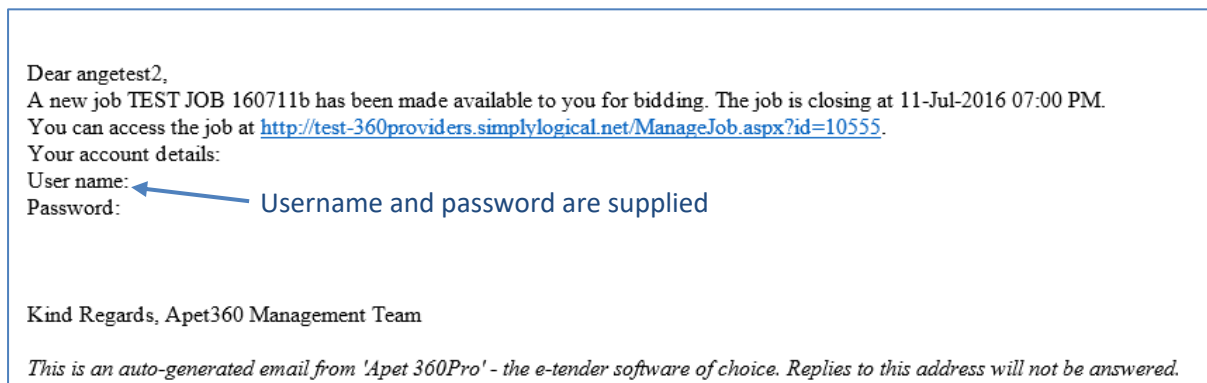 Dear angetest2,
A new job TEST JOB 160711b has been made available to you for bidding. The job is closing at 11-Jul-2016 07:00 PM.
You can access the job at http://test-360providers.simplylogical.net/ManageJob.aspx?id=10555.
Your account details:
User name:
Username and password are supplied
Password:
Kind Regards, Apet360 Management Team
This is an auto-generated email from 'Apet 360Pro' - the e-tender software of choice. Replies to this address will not be answered.